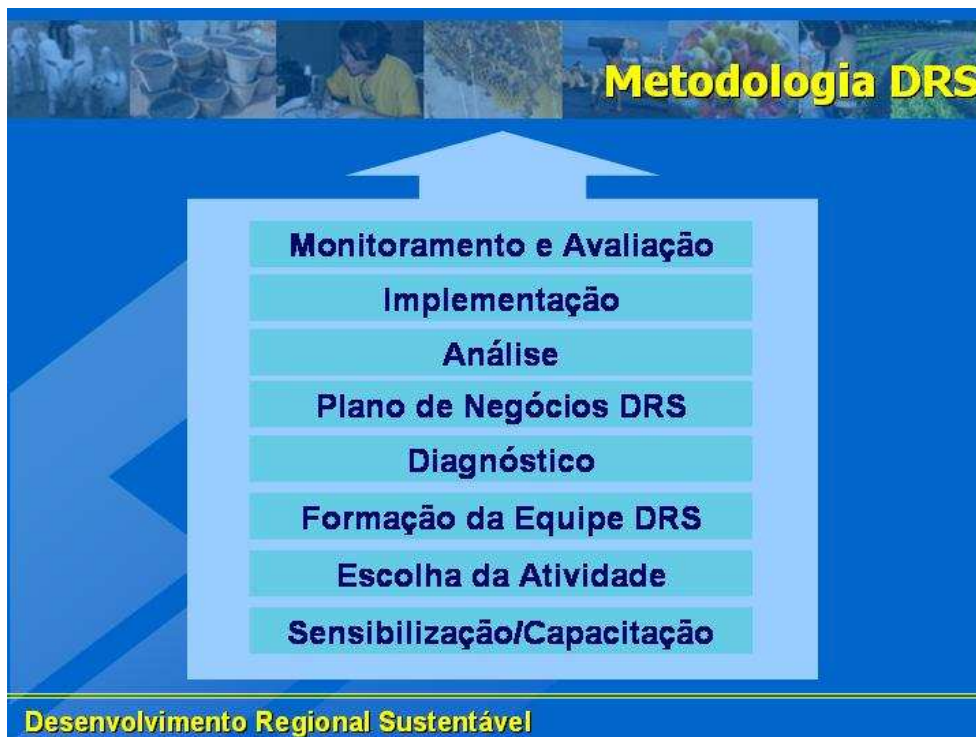 Metodologia DRS
Monitoramento e Avaliação
Implementação
Análise
Plano de Negócios DRS
Diagnóstico
Formação da Equipe DRS
Escolha da Atividade
Sensibilização/Capacitação
Desenvolvimento Regional Sustentável